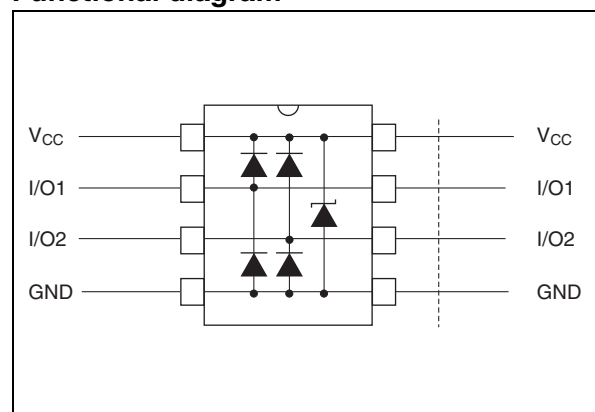 Functional diagram
VCC VCC
I/O1 I/O1
I/O2 I/O2
GND GND